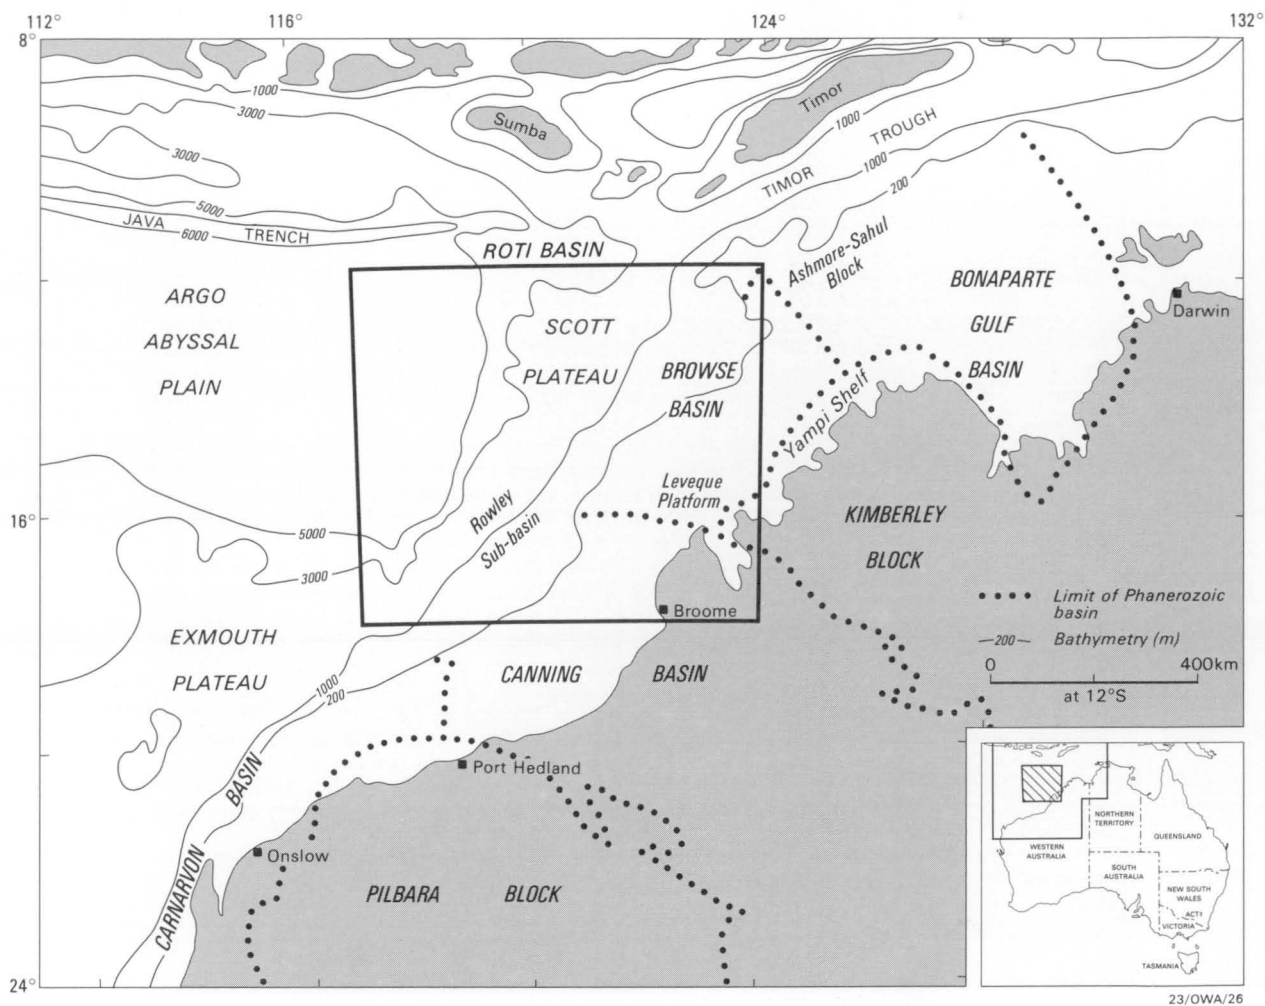 112°
116°
124°
132°
8°
1000
3000
Sumba
Timor
1000
TROUGH
3000
TIMOR
1000
200
5000
JAVA
TRENCH
6000
ROTI BASIN
Ashmore-Sahul
Block
BONAPARTE
GULF
BASIN
Darwin
ARGO
ABYSSAL
PLAIN
SCOTT
PLATEAU
BROWSE
BASIN
Yampi Shelf
Leveque
Platform
Rowley
Sub-basin
KIMBERLEY
BLOCK
16°
5000
3000
Broome
Limit of Phanerozoic
basin
200
Bathymetry (m)
0
400km
at 12°S
EXMOUTH
PLATEAU
1000
200
CANNING
BASIN
BASIN
Port Hedland
Onslow
CARNARVON
PILBARA
BLOCK
24°
NORTHERN
TERRITORY
QUEENSLAND
WESTERN
AUSTRALIA
SOUTH
AUSTRALIA
NEW SOUTH
WALES
ACT
VICTORIA
TASMANIA
23/OWA/26